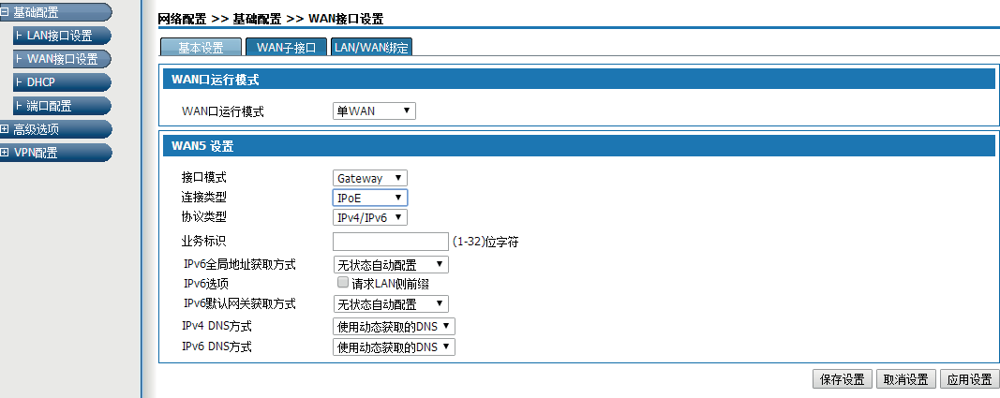 基础配置
LAN接口设置
WAN接口设置
DHCP
端口配置
高级选项
VPN配置
网络配置 >> 基础配置 >> WAN接口设置
基本设置 WAN子接口 LAN/WAN绑定
WAN口运行模式
WAN口运行模式 单WAN
WAN5 设置
接口模式 Gateway
连接类型 IPoE
协议类型 IPv4/IPv6
业务标识 (1-32)位字符
IPv6全局地址获取方式 无状态自动配置
IPv6选项 请求LAN侧前缀
IPv6默认网关获取方式 无状态自动配置
IPv4 DNS方式 使用动态获取的DNS
IPv6 DNS方式 使用动态获取的DNS
保存设置 取消设置 应用设置